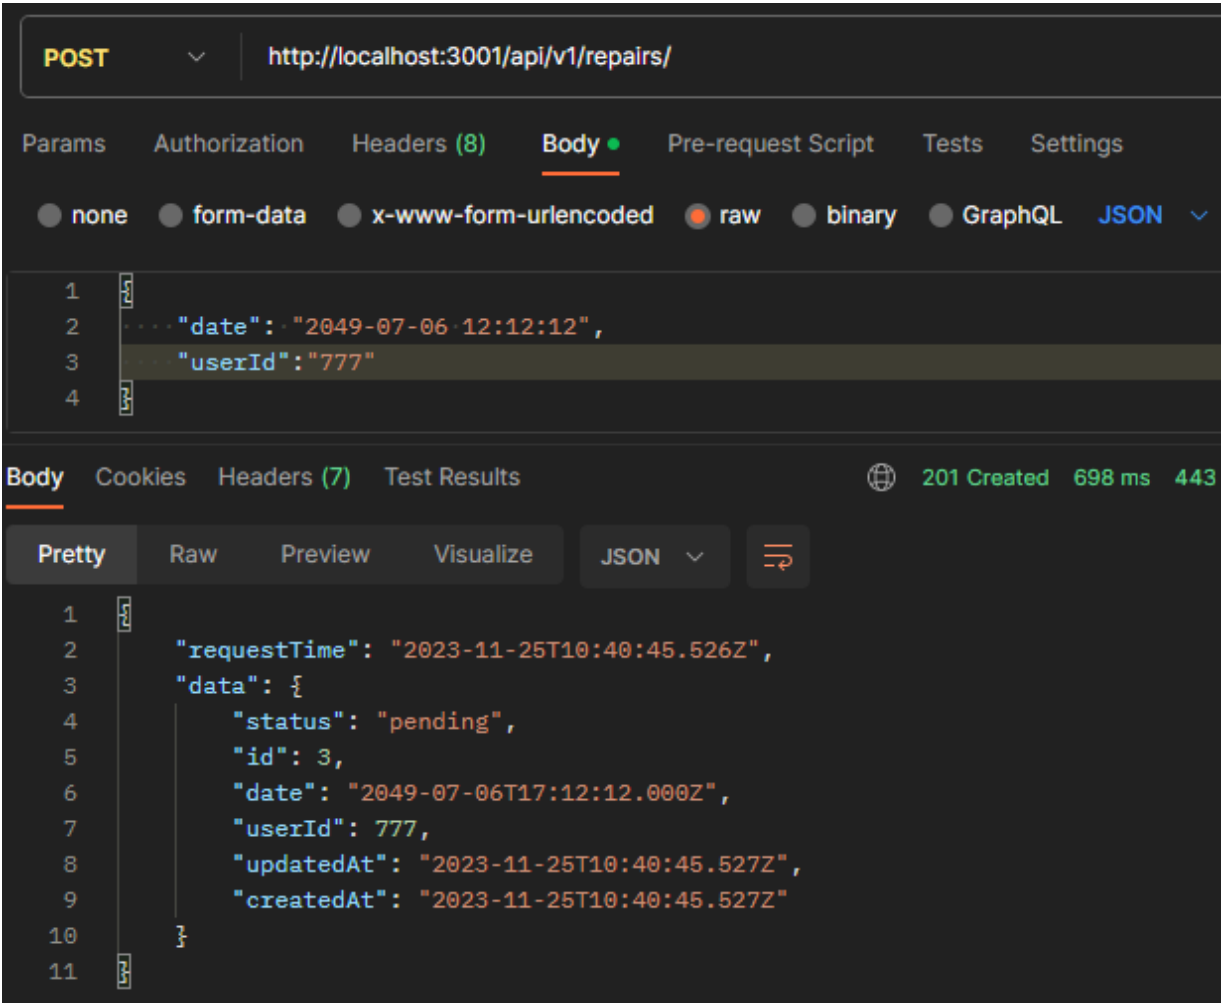 POST http://localhost:3001/api/v1/repairs/
Params Authorization Headers (8) Body Pre-request Script Tests Settings
none form-data x-www-form-urlencoded raw binary GraphQL JSON
1 {
2 "date": "2049-07-06 12:12:12",
3 "userId":"777"
4 }
Body Cookies Headers (7) Test Results 201 Created 698 ms 443
Pretty Raw Preview Visualize JSON
1 {
2 "requestTime": "2023-11-25T10:40:45.526Z",
3 "data": {
4 "status": "pending",
5 "id": 3,
6 "date": "2049-07-06T17:12:12.000Z",
7 "userId": 777,
8 "updatedAt": "2023-11-25T10:40:45.527Z",
9 "createdAt": "2023-11-25T10:40:45.527Z"
10 }
11 }